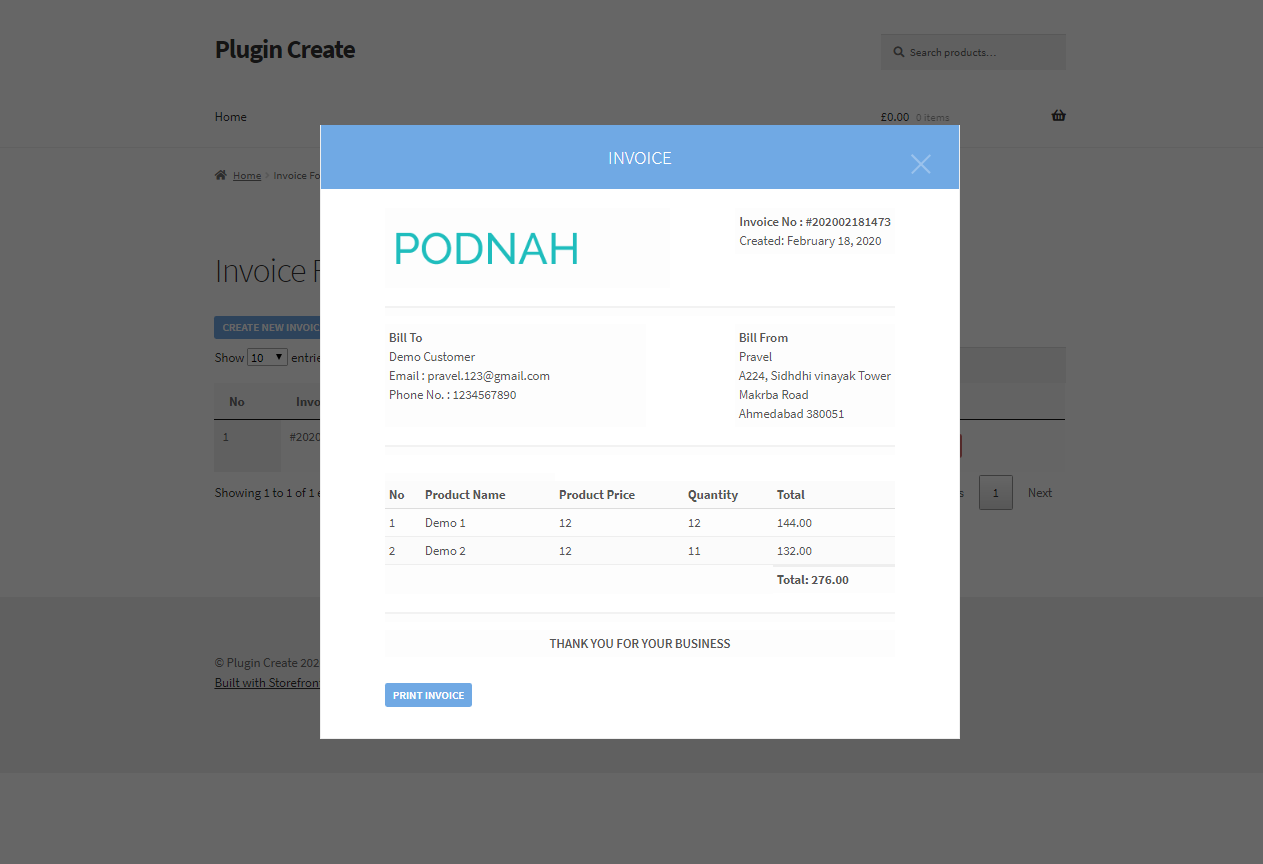 Plugin Create
Search products…
Home
£0.00 0 items
Home › Invoice Fo
INVOICE
PODNAH
Invoice No : #202002181473
Created: February 18, 2020
Invoice
CREATE NEW INVOIC
Show 10 entrie
Bill To
Demo Customer
Email : pravel.123@gmail.com
Phone No. : 1234567890
Bill From
Pravel
A224, Sidhdhi vinayak Tower
Makrba Road
Ahmedabad 380051
No Invo
1 #2020
Showing 1 to 1 of 1 e
s 1 Next
No Product Name Product Price Quantity Total
1 Demo 1 12 12 144.00
2 Demo 2 12 11 132.00
Total: 276.00
THANK YOU FOR YOUR BUSINESS
PRINT INVOICE
© Plugin Create 202
Built with Storefron